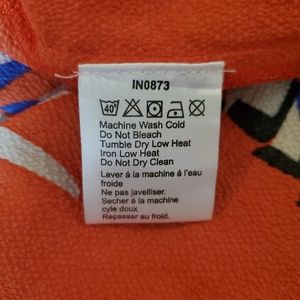 IN0873
40°
Machine Wash Cold
Do Not Bleach
Tumble Dry Low Heat
Iron Low Heat
Do Not Dry Clean
Laver á la machine á l'eau
froide
Ne pas javelliser.
Secher á la machine
cyle doux
Repasser au froid.